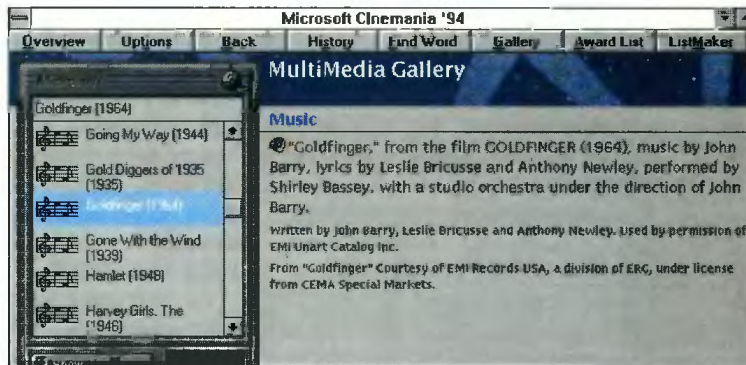 Microsoft Cinemania '94
Overview Options Back History Find Word Gallery Award List ListMaker
MultiMedia Gallery
Goldfinger (1964)
Going My Way (1944)
Gold Diggers of 1935
(1935)
Goldfinger (1964)
Gone With the Wind
(1939)
Hamlet (1948)
Harvey Girls, The
(1946)
Music
"Goldfinger," from the film GOLDFINGER (1964), music by John
Barry, lyrics by Leslie Bricusse and Anthony Newley, performed by
Shirley Bassey, with a studio orchestra under the direction of John
Barry.
Written by John Barry, Leslie Bricusse and Anthony Newley. Used by permission of
EMI Unart Catalog Inc.
From "Goldfinger" Courtesy of EMI Records USA, a division of ERG, under license
from CEMA Special Markets.